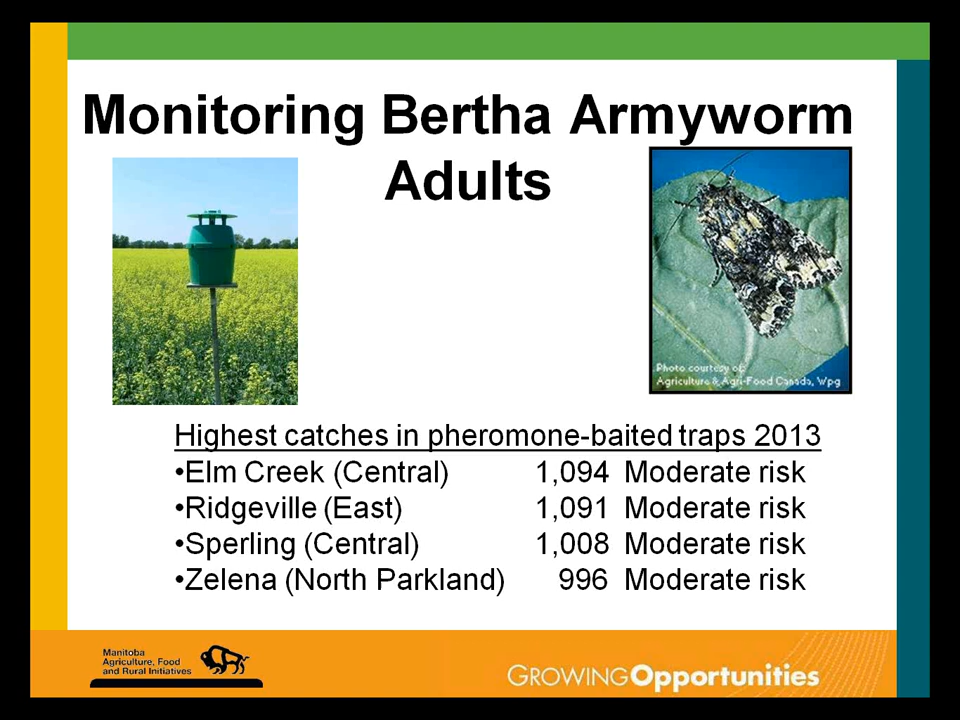 Monitoring Bertha Armyworm
Adults
Photo courtesy of:
Agriculture & Agri-Food Canada, Wpg
Highest catches in pheromone-baited traps 2013
•Elm Creek (Central) 1,094 Moderate risk
•Ridgeville (East) 1,091 Moderate risk
•Sperling (Central) 1,008 Moderate risk
•Zelena (North Parkland) 996 Moderate risk
Manitoba
Agriculture, Food
and Rural Initiatives
GROWING Opportunities